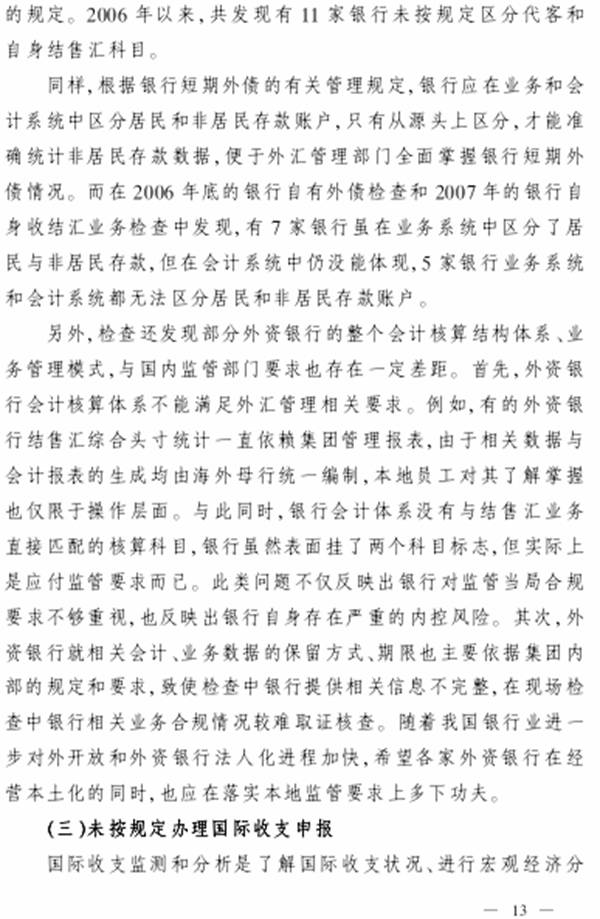 的规定。2006 年以来,共发现有 11 家银行未按规定区分代客和
自身结售汇科目。
同样,根据银行短期外债的有关管理规定,银行应在业务和会
计系统中区分居民和非居民存款账户,只有从源头上区分,才能准
确统计非居民存款数据,便于外汇管理部门全面掌握银行短期外
债情况。而在 2006 年底的银行自有外债检查和 2007 年的银行自
身收结汇业务检查中发现,有 7 家银行虽在业务系统中区分了居
民与非居民存款,但在会计系统中仍没能体现,5 家银行业务系统
和会计系统都无法区分居民和非居民存款账户。
另外,检查还发现部分外资银行的整个会计核算结构体系、业
务管理模式,与国内监管部门要求也存在一定差距。首先,外资银
行会计核算体系不能满足外汇管理相关要求。例如,有的外资银
行结售汇综合头寸统计一直依赖集团管理报表,由于相关数据与
会计报表的生成均由海外母行统一编制,本地员工对其了解掌握
也仅限于操作层面。与此同时,银行会计体系没有与结售汇业务
直接匹配的核算科目,银行虽然表面挂了两个科目标志,但实际上
是应付监管要求而已。此类问题不仅反映出银行对监管当局合规
要求不够重视,也反映出银行自身存在严重的内控风险。其次,外
资银行就相关会计、业务数据的保留方式、期限也主要依据集团内
部的规定和要求,致使检查中银行提供相关信息不完整,在现场检
查中银行相关业务合规情况较难取证核查。随着我国银行业进一
步对外开放和外资银行法人化进程加快,希望各家外资银行在经
营本土化的同时,也应在落实本地监管要求上多下功夫。
(三)未按规定办理国际收支申报
国际收支监测和分析是了解国际收支状况、进行宏观经济分
— 13 —